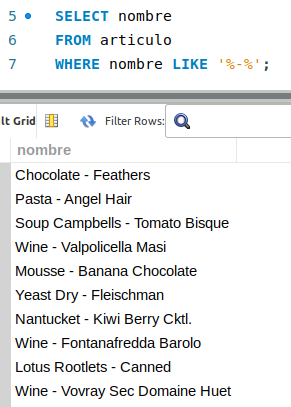 5 SELECT nombre
6 FROM articulo
7 WHERE nombre LIKE '%-%';
lt Grid Filter Rows:
nombre
Chocolate - Feathers
Pasta - Angel Hair
Soup Campbells - Tomato Bisque
Wine - Valpolicella Masi
Mousse - Banana Chocolate
Yeast Dry - Fleischman
Nantucket - Kiwi Berry Cktl.
Wine - Fontanafredda Barolo
Lotus Rootlets - Canned
Wine - Vovray Sec Domaine Huet